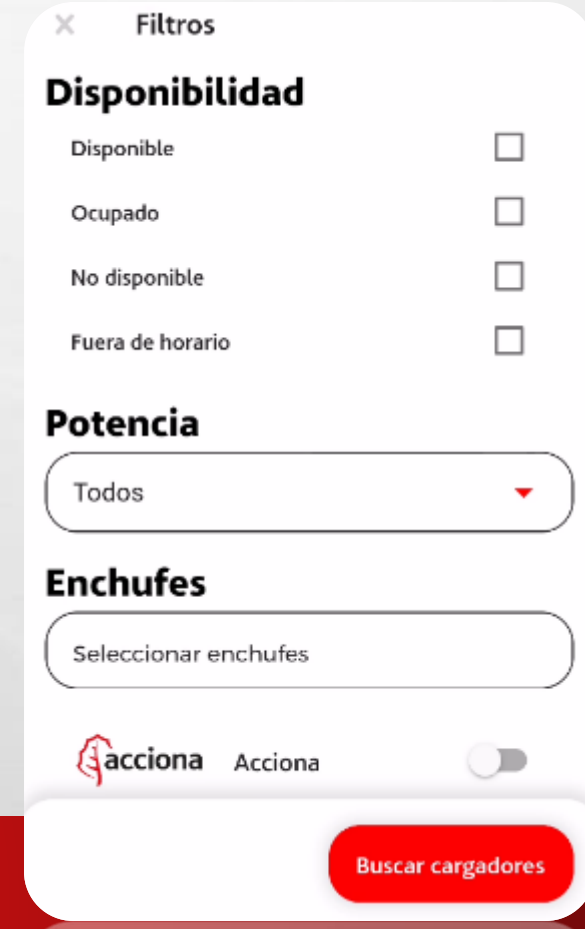 Filtros
Disponibilidad
Disponible
Ocupado
No disponible
Fuera de horario
Potencia
Todos
Enchufes
Seleccionar enchufes
acciona Acciona
Buscar cargadores